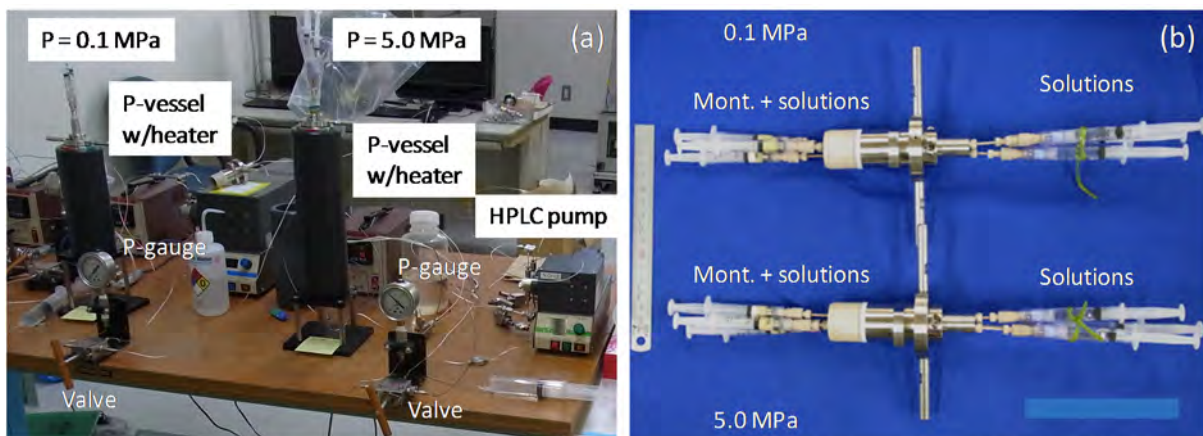 P = 0.1 MPa
P = 5.0 MPa
(a)
P-vessel
w/heater
P-vessel
w/heater
HPLC pump
P-gauge
P-gauge
Valve
Valve
(b)
0.1 MPa
Mont. + solutions
Solutions
Mont. + solutions
Solutions
5.0 MPa